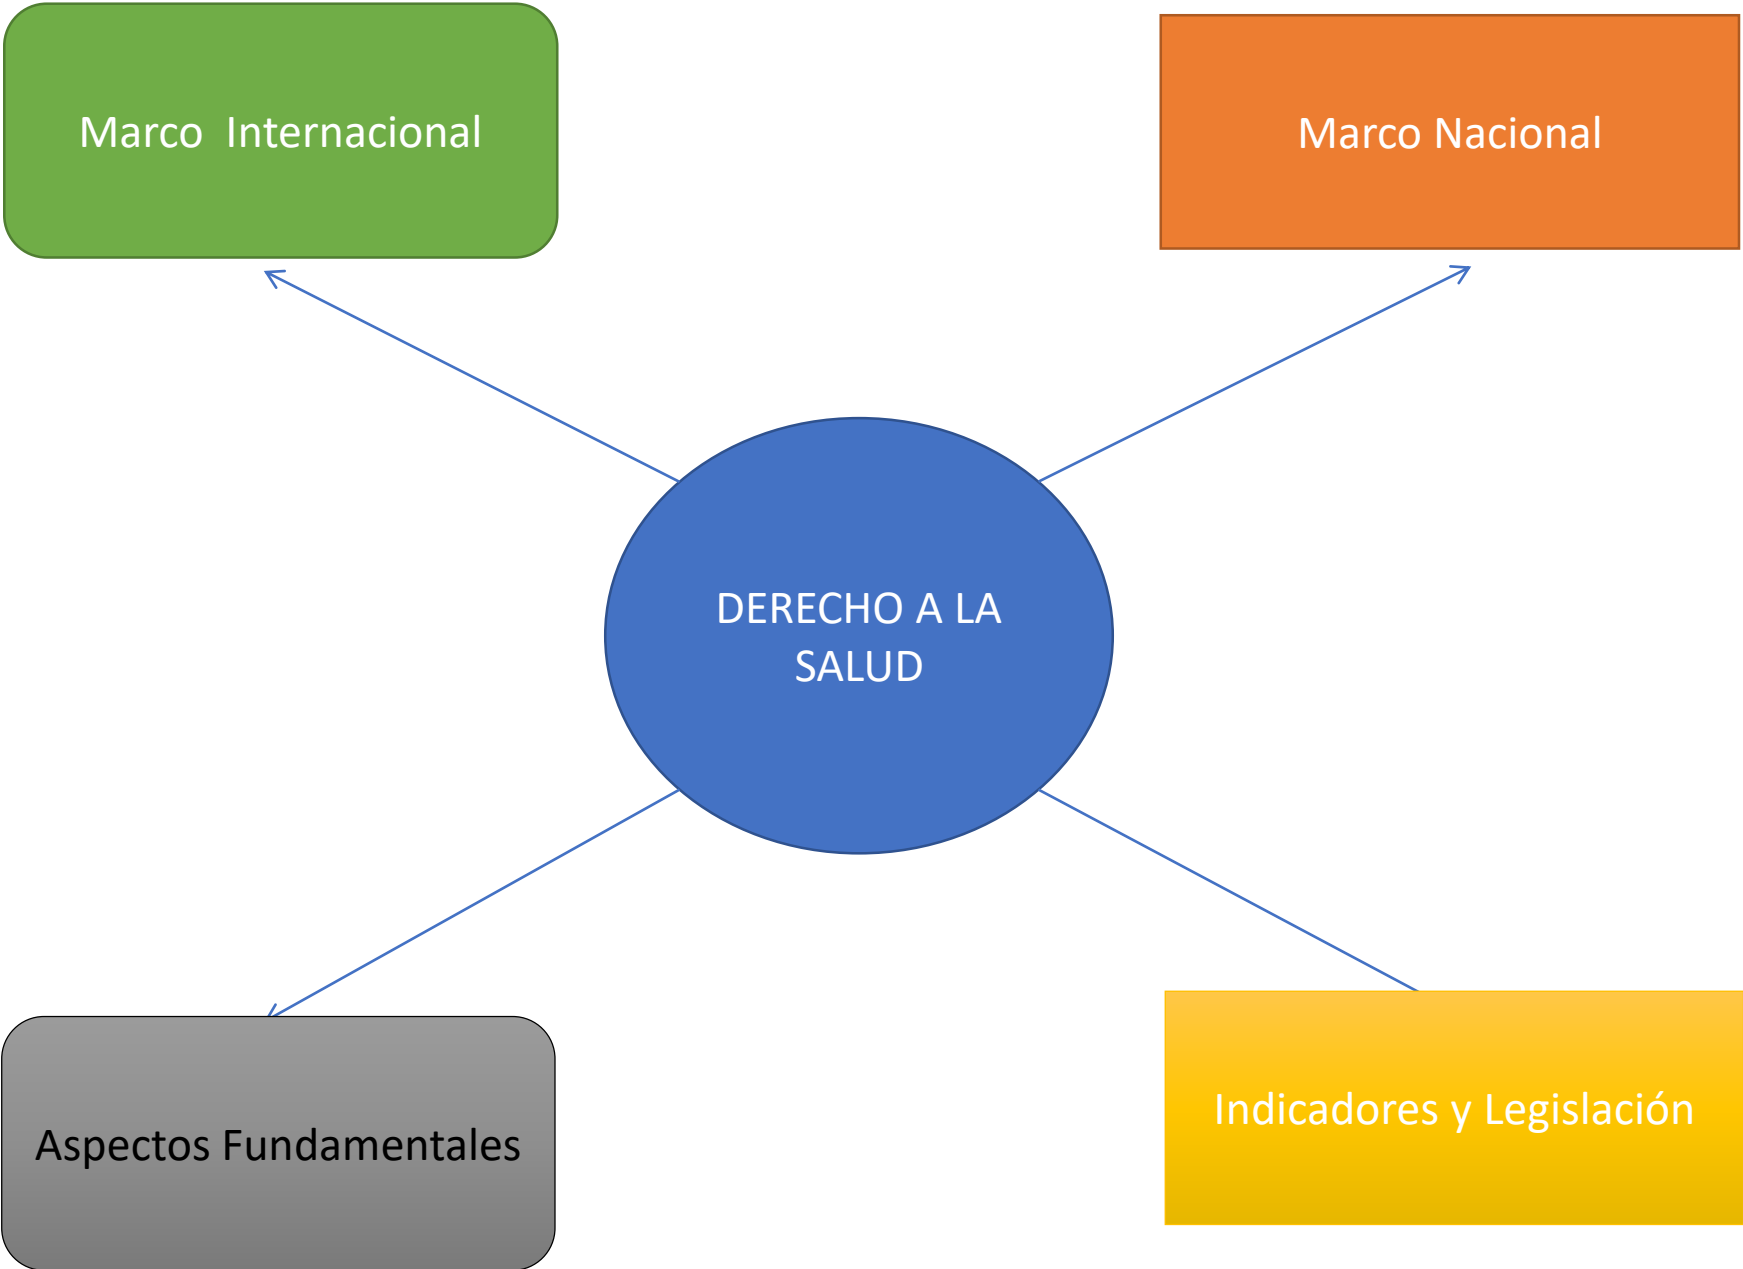 Marco  Internacional
Marco Nacional
DERECHO A LA
SALUD
Aspectos Fundamentales
Indicadores y Legislación